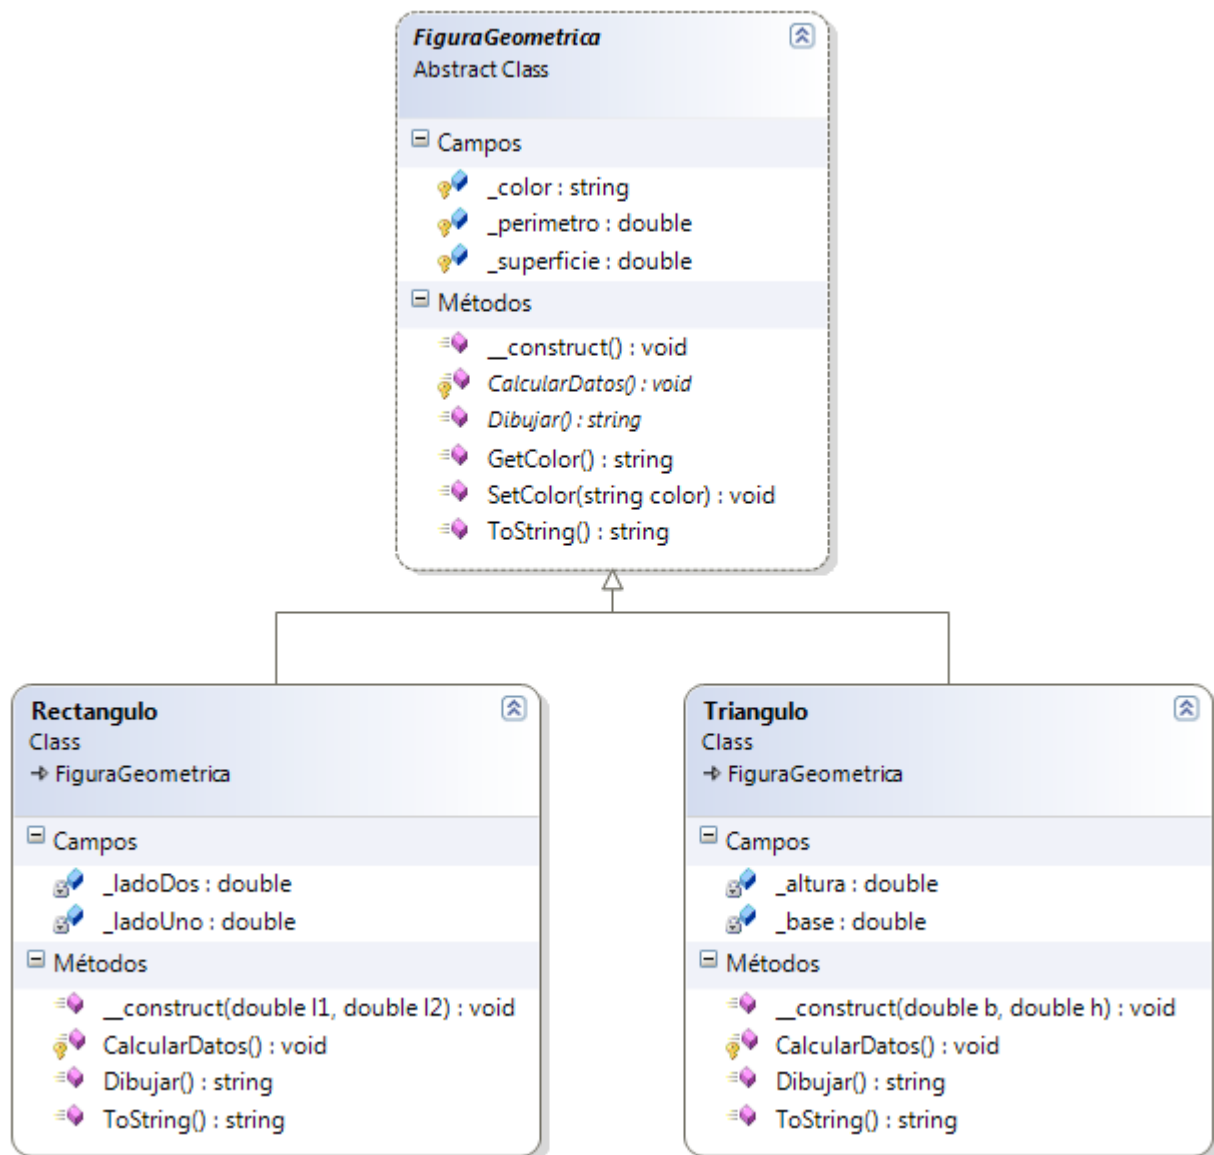 FiguraGeometrica
Abstract Class
Campos
_color : string
_perimetro : double
_superficie : double
Métodos
__construct() : void
CalcularDatos() : void
Dibujar() : string
GetColor() : string
SetColor(string color) : void
ToString() : string
Rectangulo
Class
FiguraGeometrica
Campos
_ladoDos : double
_ladoUno : double
Métodos
__construct(double l1, double l2) : void
CalcularDatos() : void
Dibujar() : string
ToString() : string
Triangulo
Class
FiguraGeometrica
Campos
_altura : double
_base : double
Métodos
__construct(double b, double h) : void
CalcularDatos() : void
Dibujar() : string
ToString() : string